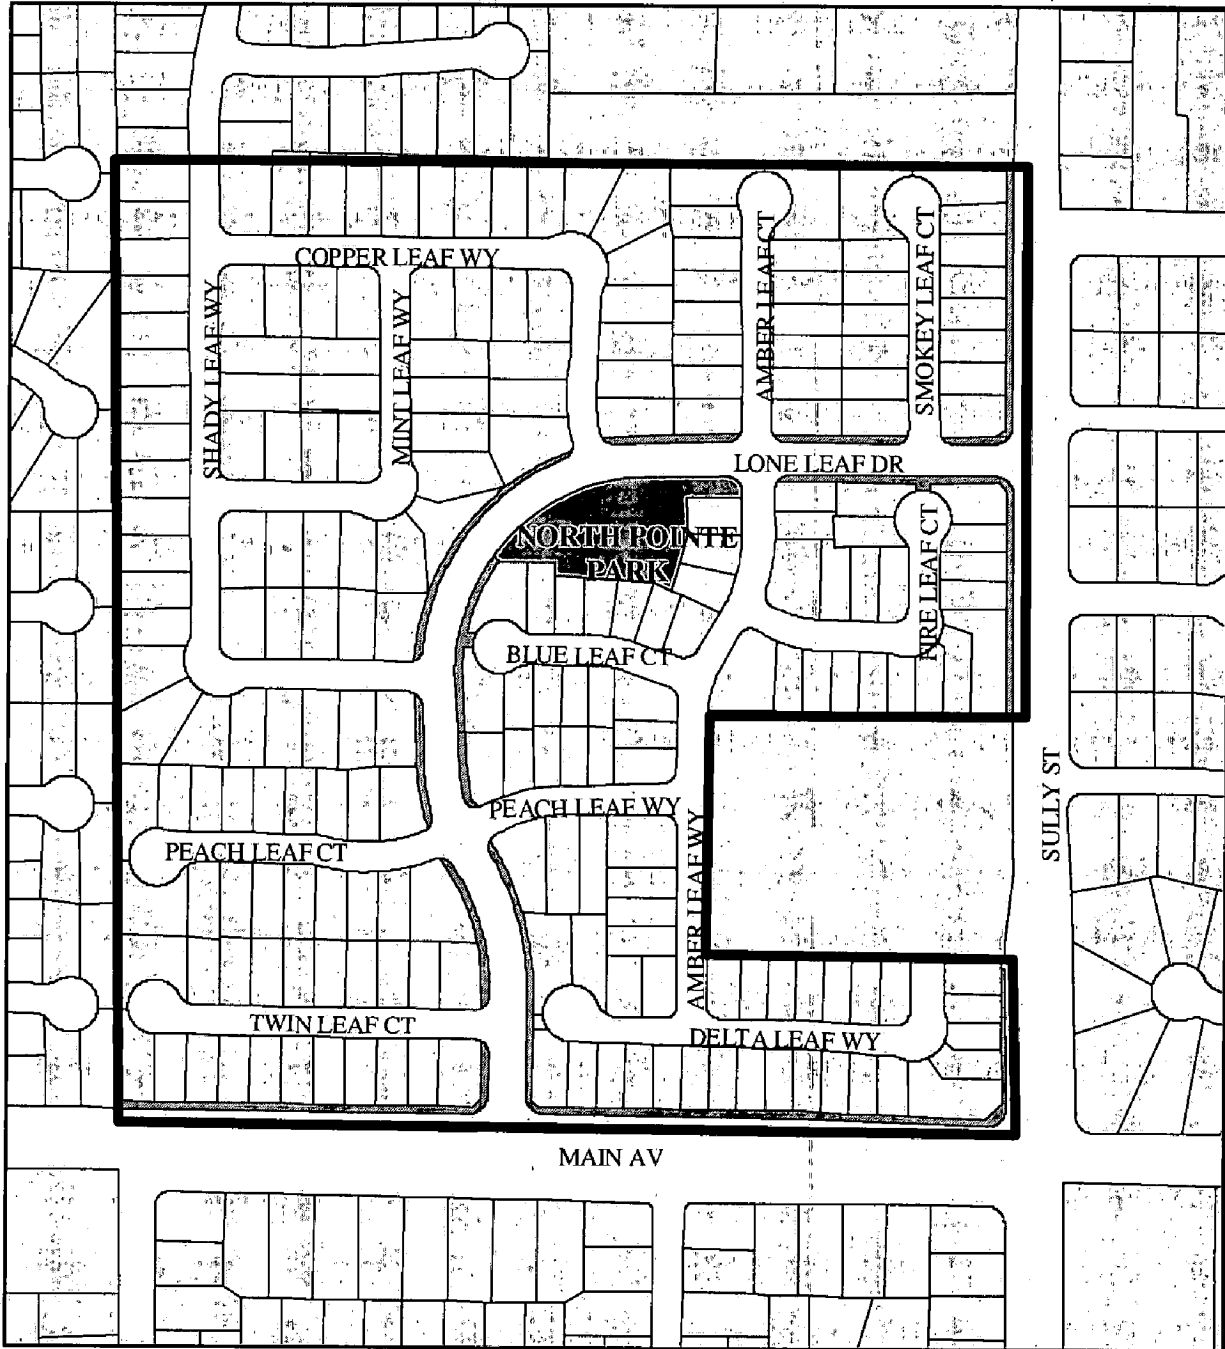 COPPER LEAF WY
SHADY LEAF WY
MINT LEAF WY
AMBER LEAF CT
SMOKEY LEAF CT
LONE LEAF DR
NORTH POINTE
PARK
FIRE LEAF CT
BLUE LEAF CT
PEACH LEAF WY
SULLY ST
PEACH LEAF CT
AMBER LEAF WY
TWIN LEAF CT
DELTA LEAF WY
MAIN AV